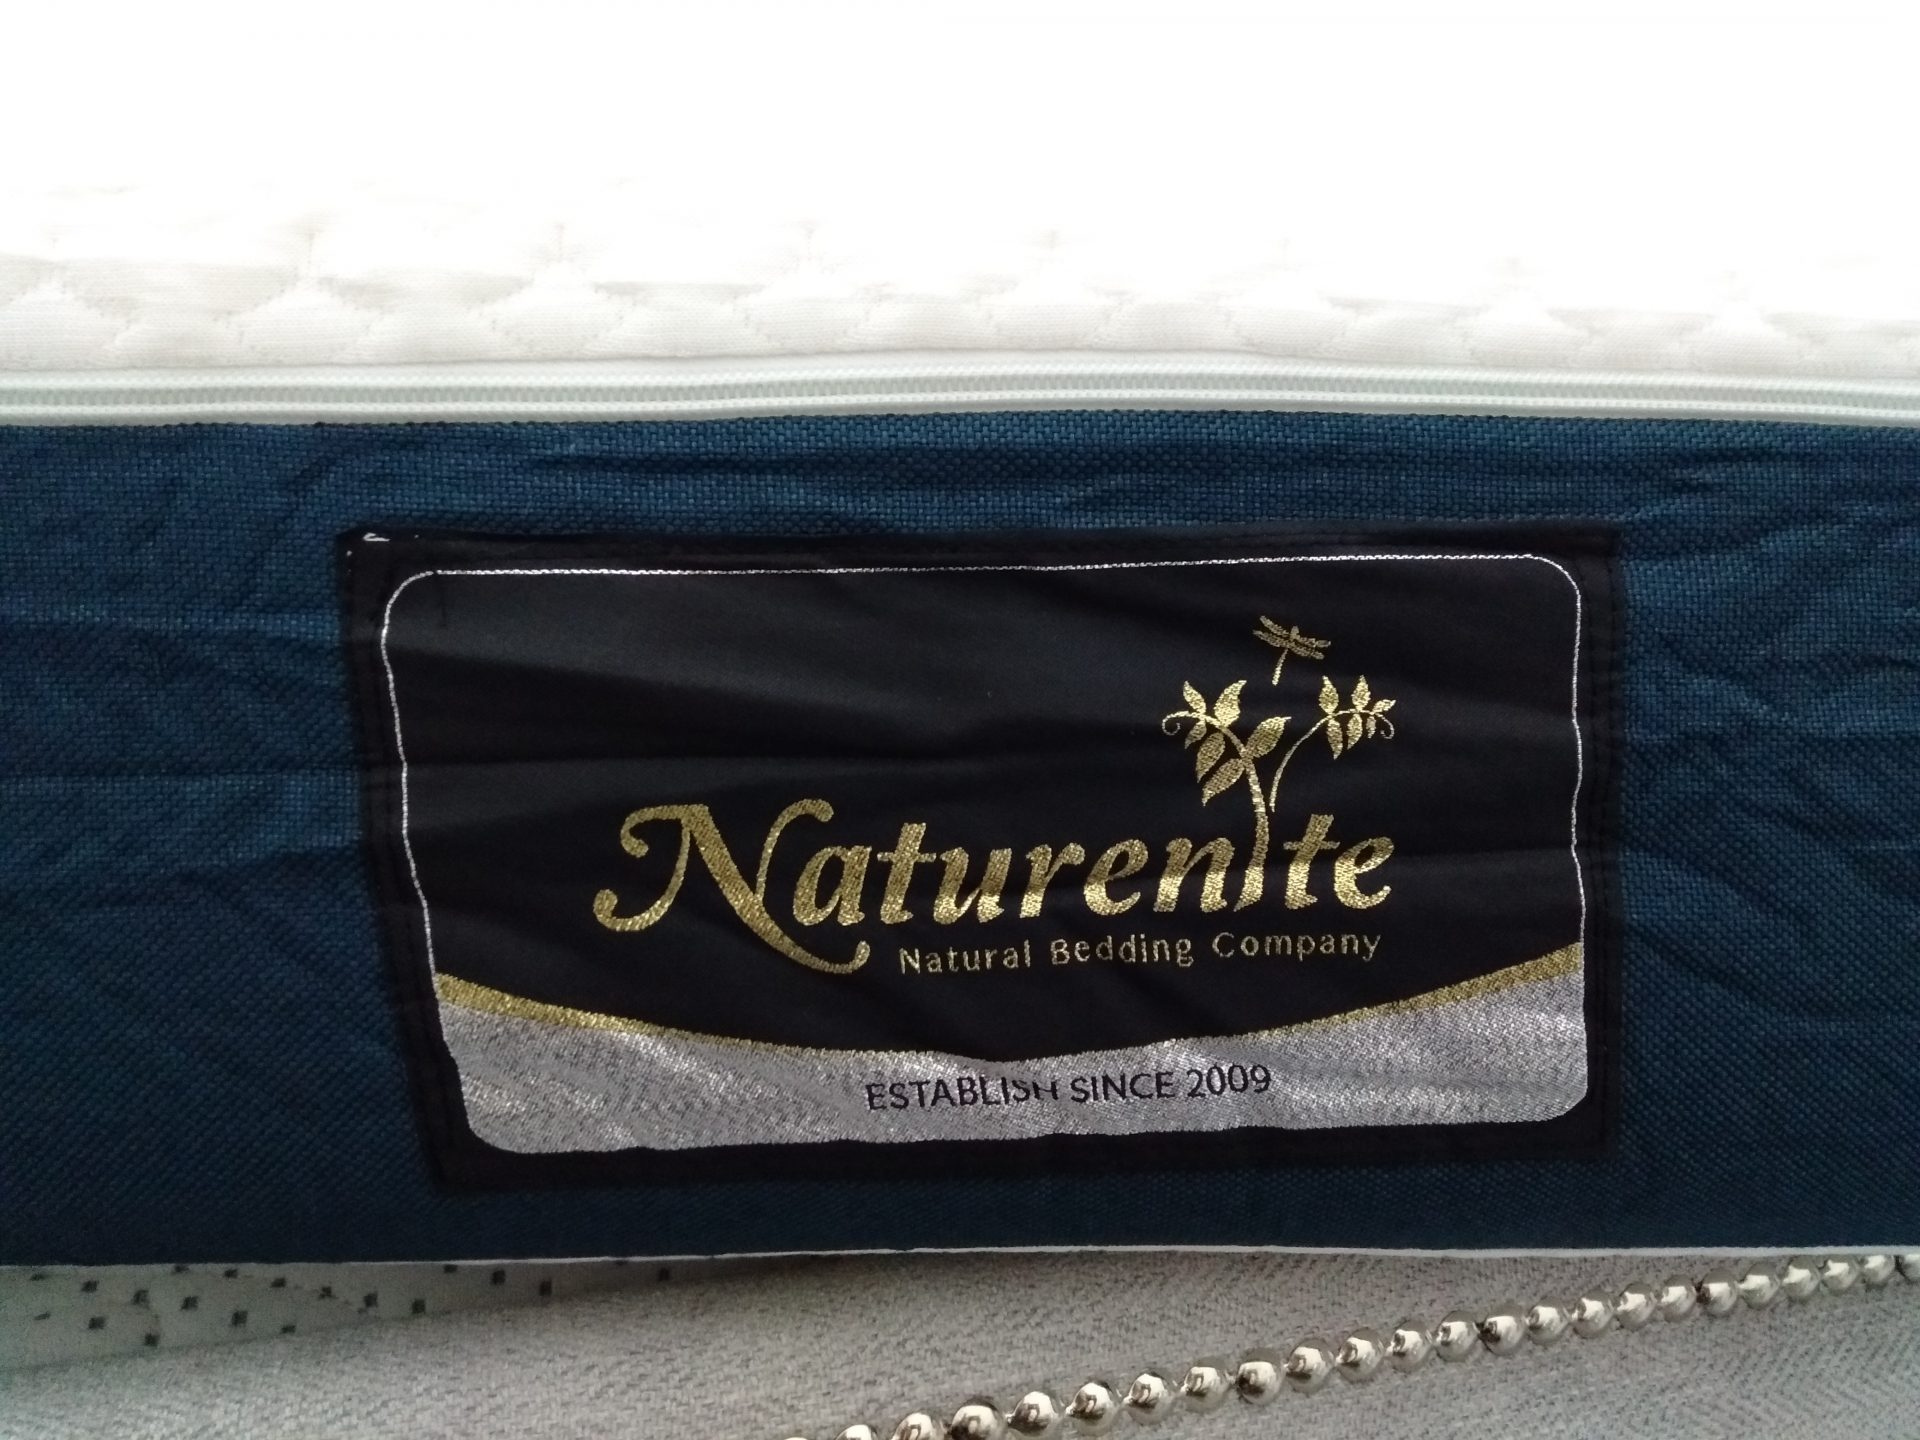 Naturenite
Natural Bedding Company
ESTABLISH SINCE 2009